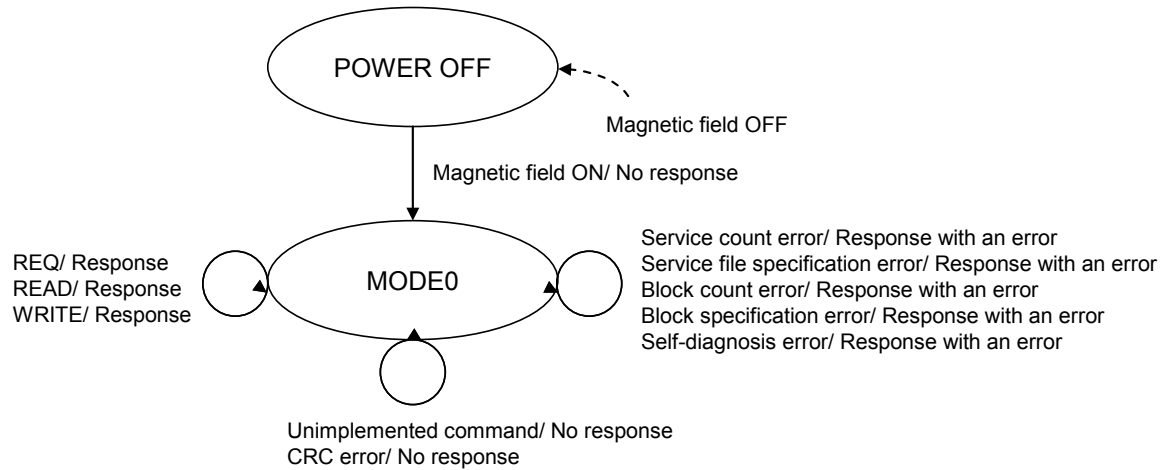 POWER OFF
Magnetic field OFF
Magnetic field ON/ No response
REQ/ Response
READ/ Response
WRITE/ Response
MODE0
Service count error/ Response with an error
Service file specification error/ Response with an error
Block count error/ Response with an error
Block specification error/ Response with an error
Self-diagnosis error/ Response with an error
Unimplemented command/ No response
CRC error/ No response